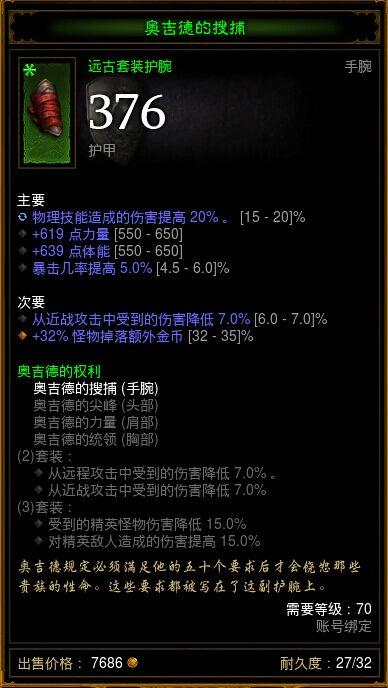 奥吉德的搜捕
远古套装护腕 手腕
376
护甲
主要
物理技能造成的伤害提高 20% 。 [15 - 20]%
+619 点力量 [550 - 650]
+639 点体能 [550 - 650]
暴击几率提高 5.0% [4.5 - 6.0]%
次要
从近战攻击中受到的伤害降低 7.0% [6.0 - 7.0]%
+32% 怪物掉落额外金币 [32 - 35]%
奥吉德的权利
奥吉德的搜捕 (手腕)
奥吉德的尖峰 (头部)
奥吉德的力量 (肩部)
奥吉德的统领 (胸部)
(2)套装：
从远程攻击中受到的伤害降低 7.0% 。
从近战攻击中受到的伤害降低 7.0%
(3)套装：
受到的精英怪物伤害降低 15.0%
对精英敌人造成的伤害提高 15.0%
奥吉德规定必须满足他的五十个要求后才会饶恕那些
贵族的性命。这些要求都被写在了这副护腕上。
需要等级：70
账号绑定
出售价格： 7686 耐久度：27/32